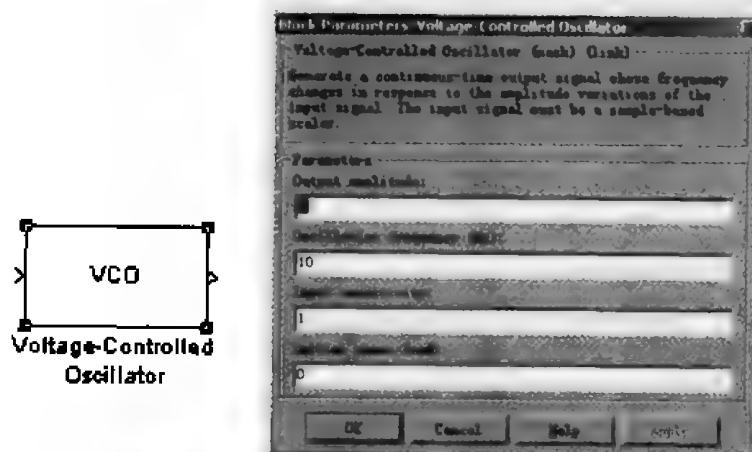 VCO
Voltage-Controlled
Oscillator
Block Parameters: Voltage-Controlled Oscillator
Voltage-Controlled Oscillator (mask) (link)
Generate a continuous-time output signal whose frequency
changes in response to the amplitude variations of the
input signal. The input signal must be a sample-based
scalar.
Parameters
Output amplitude:
10
1
0
OK
Cancel
Help
Apply